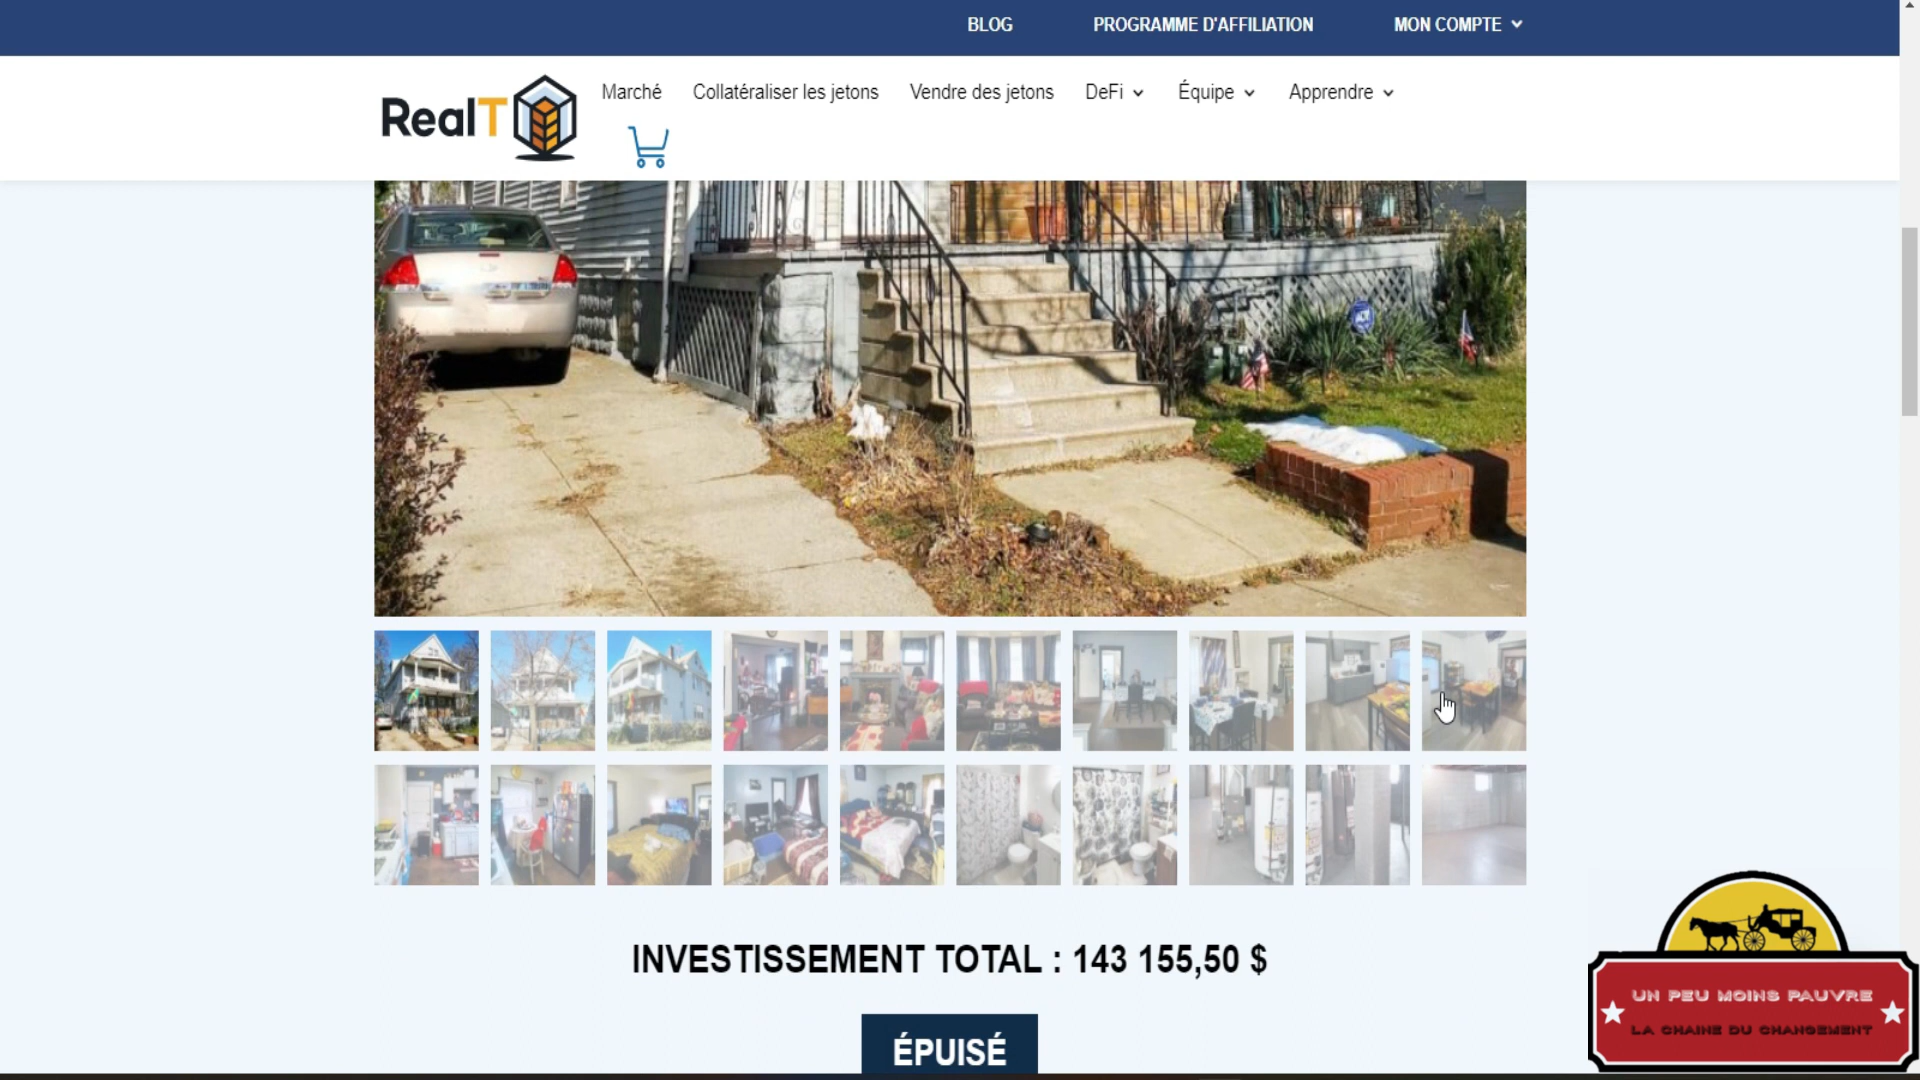 BLOG
PROGRAMME D'AFFILIATION
MON COMPTE
RealT
Marché
Collatéraliser les jetons
Vendre des jetons
DeFi
Équipe
Apprendre
ADT
INVESTISSEMENT TOTAL : 143 155,50 $
ÉPUISÉ
UN PEU MOINS PAUVRE
LA CHAINE DU CHANGEMENT